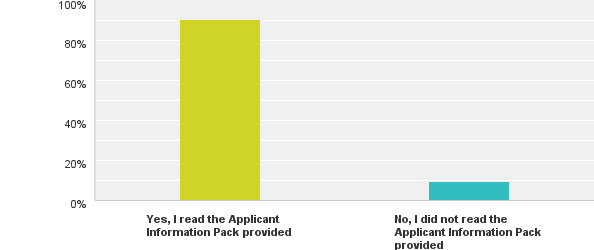 100%
80%
60%
40%
20%
0%
Yes, I read the Applicant
Information Pack provided
No, I did not read the
Applicant Information Pack
provided